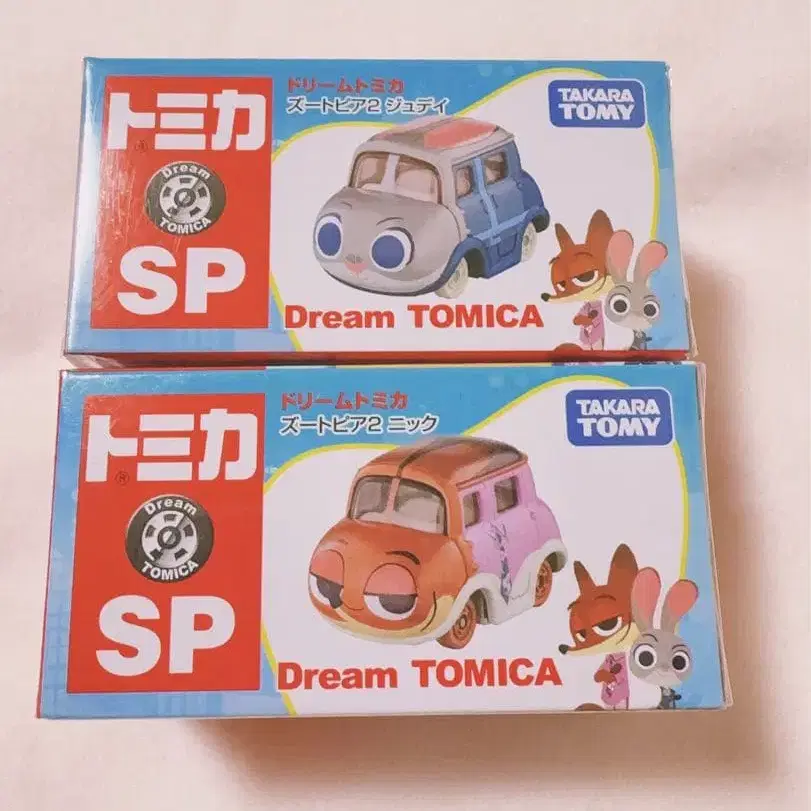 トミカ
Dream
TOMICA
SP
ドリームトミカ
ズートピア2 ジュディ
TAKARA
TOMY
Dream TOMICA
トミカ
Dream
TOMICA
SP
ドリームトミカ
ズートピア2 ニック
TAKARA
TOMY
Dream TOMICA